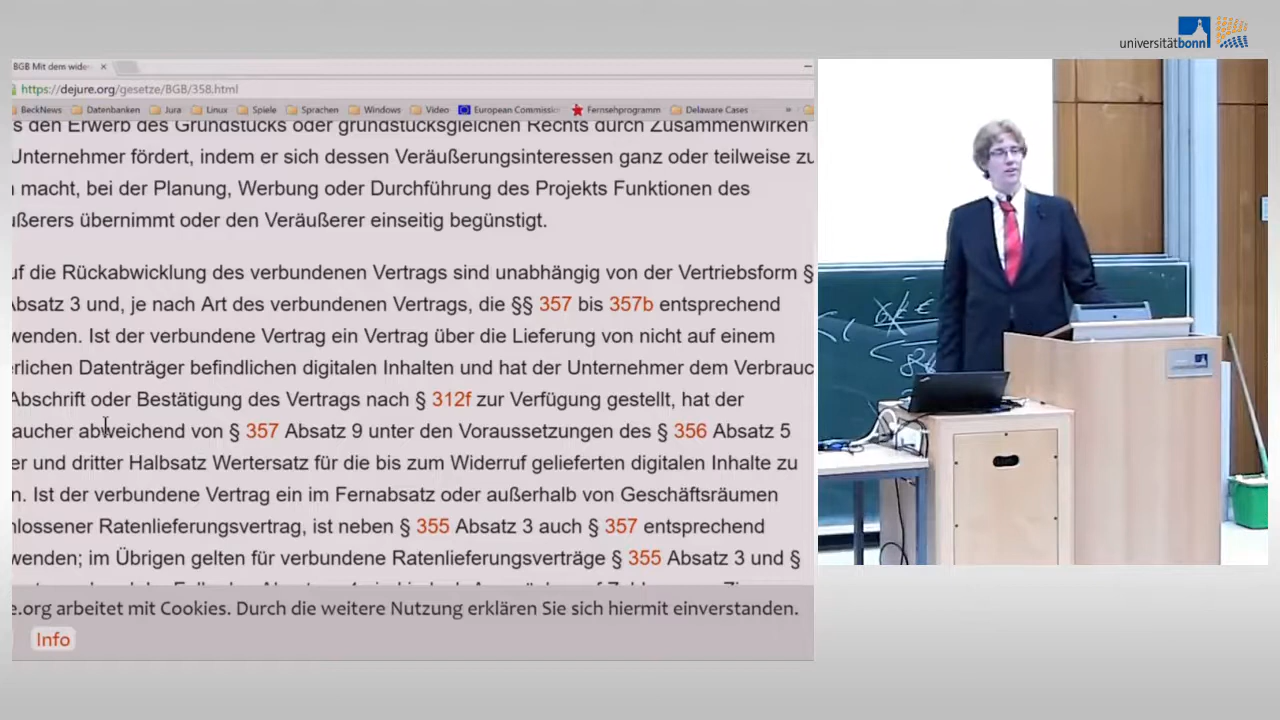 universitätbonn
BGB Mit dem wide
https://dejure.org/gesetze/BGB/358.html
BeckNews Datenbanken Jura Linux Spiele Sprachen Windows Video European Commissio Fernsehprogramm Delaware Cases »
s den Erwerb des Grundstücks oder grundstücksgleichen Rechts durch Zusammenwirken
Unternehmer fördert, indem er sich dessen Veräußerungsinteressen ganz oder teilweise zu
macht, bei der Planung, Werbung oder Durchführung des Projekts Funktionen des
ußerers übernimmt oder den Veräußerer einseitig begünstigt.
uf die Rückabwicklung des verbundenen Vertrags sind unabhängig von der Vertriebsform §
Absatz 3 und, je nach Art des verbundenen Vertrags, die §§ 357 bis 357b entsprechend
wenden. Ist der verbundene Vertrag ein Vertrag über die Lieferung von nicht auf einem
erlichen Datenträger befindlichen digitalen Inhalten und hat der Unternehmer dem Verbrauc
Abschrift oder Bestätigung des Vertrags nach § 312f zur Verfügung gestellt, hat der
aucher abweichend von § 357 Absatz 9 unter den Voraussetzungen des § 356 Absatz 5
er und dritter Halbsatz Wertersatz für die bis zum Widerruf gelieferten digitalen Inhalte zu
n. Ist der verbundene Vertrag ein im Fernabsatz oder außerhalb von Geschäftsräumen
hlossener Ratenlieferungsvertrag, ist neben § 355 Absatz 3 auch § 357 entsprechend
wenden; im Übrigen gelten für verbundene Ratenlieferungsverträge § 355 Absatz 3 und §
e.org arbeitet mit Cookies. Durch die weitere Nutzung erklären Sie sich hiermit einverstanden.
Info